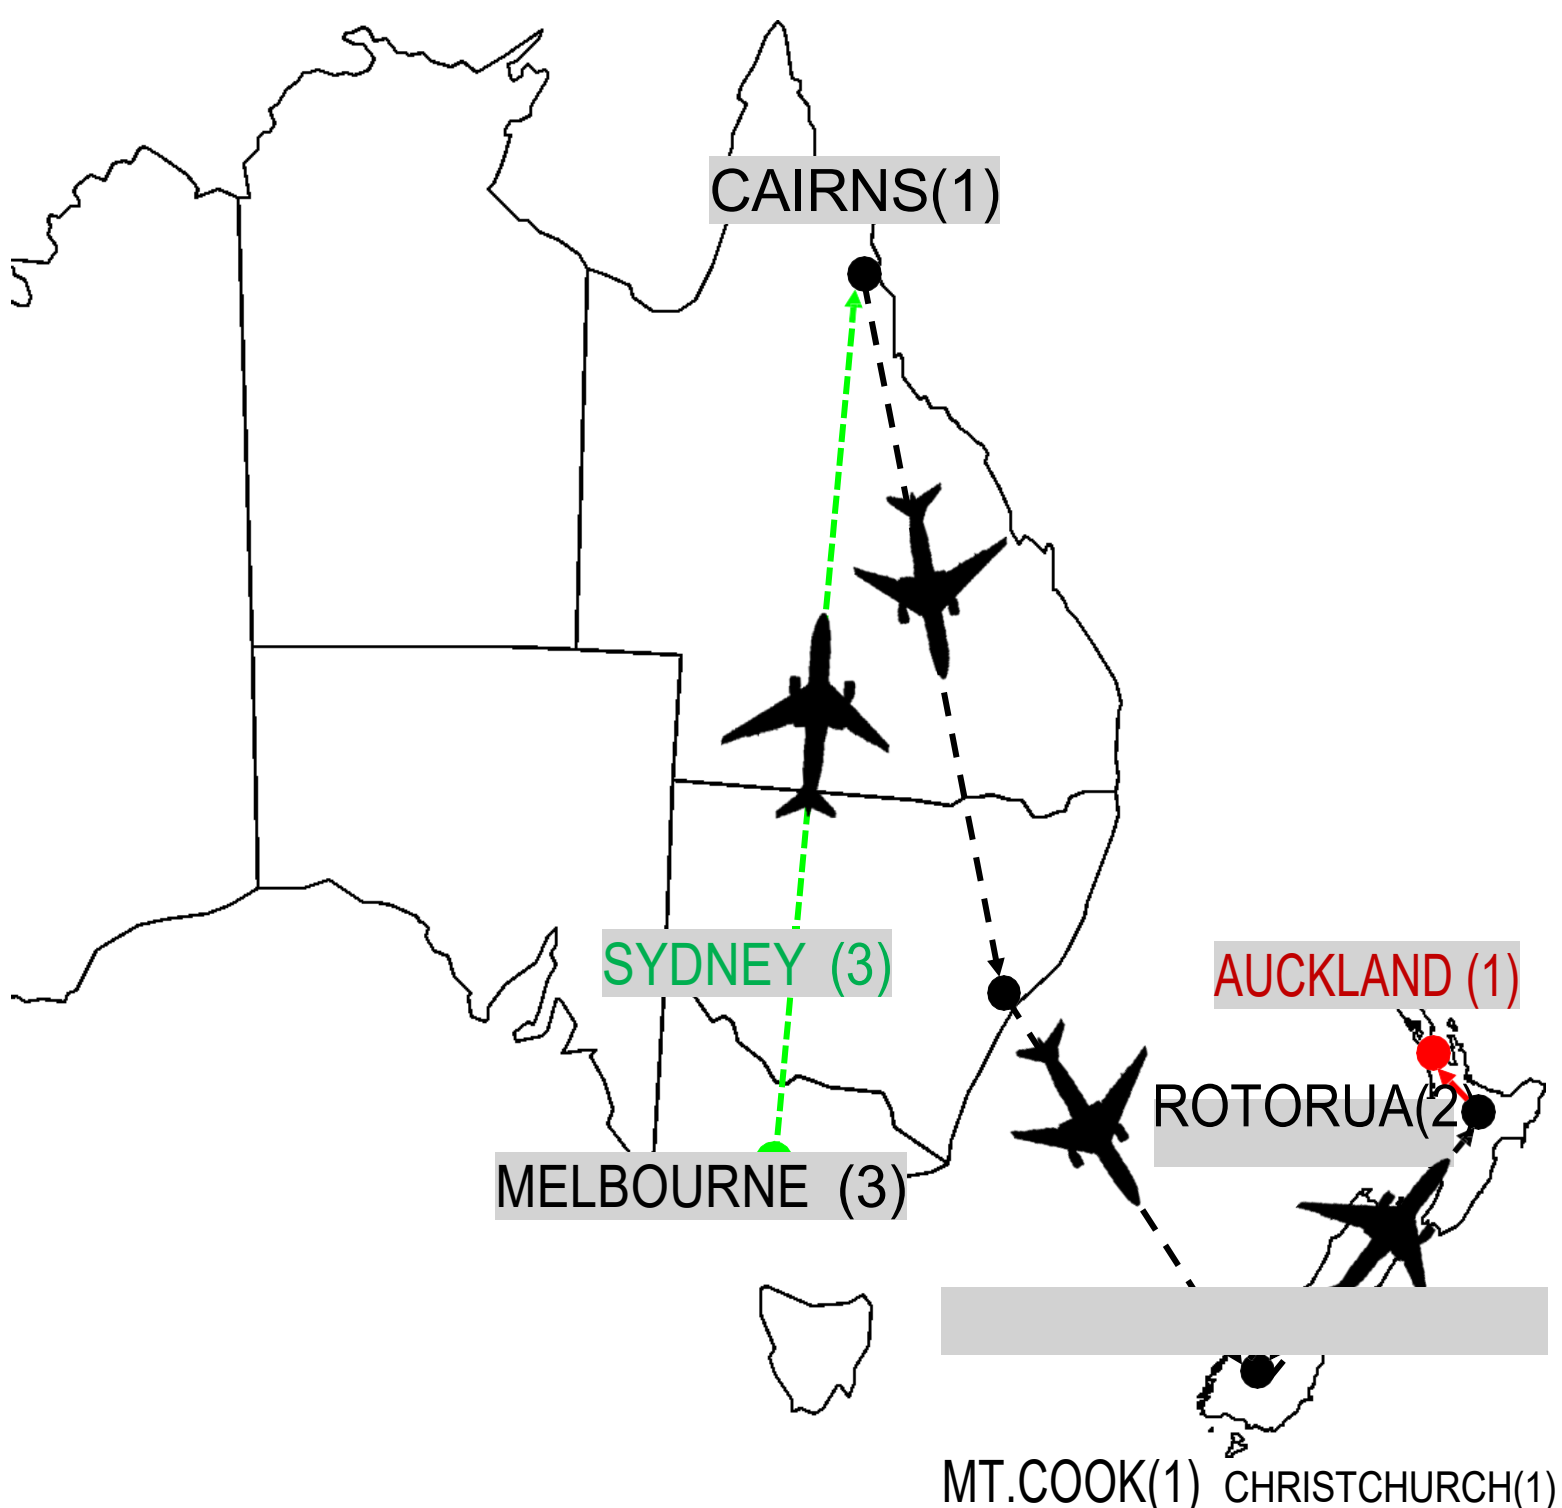 CAIRNS(1)
SYDNEY (3)
AUCKLAND (1)
ROTORUA(2)
MELBOURNE (3)
MT.COOK(1) CHRISTCHURCH(1)